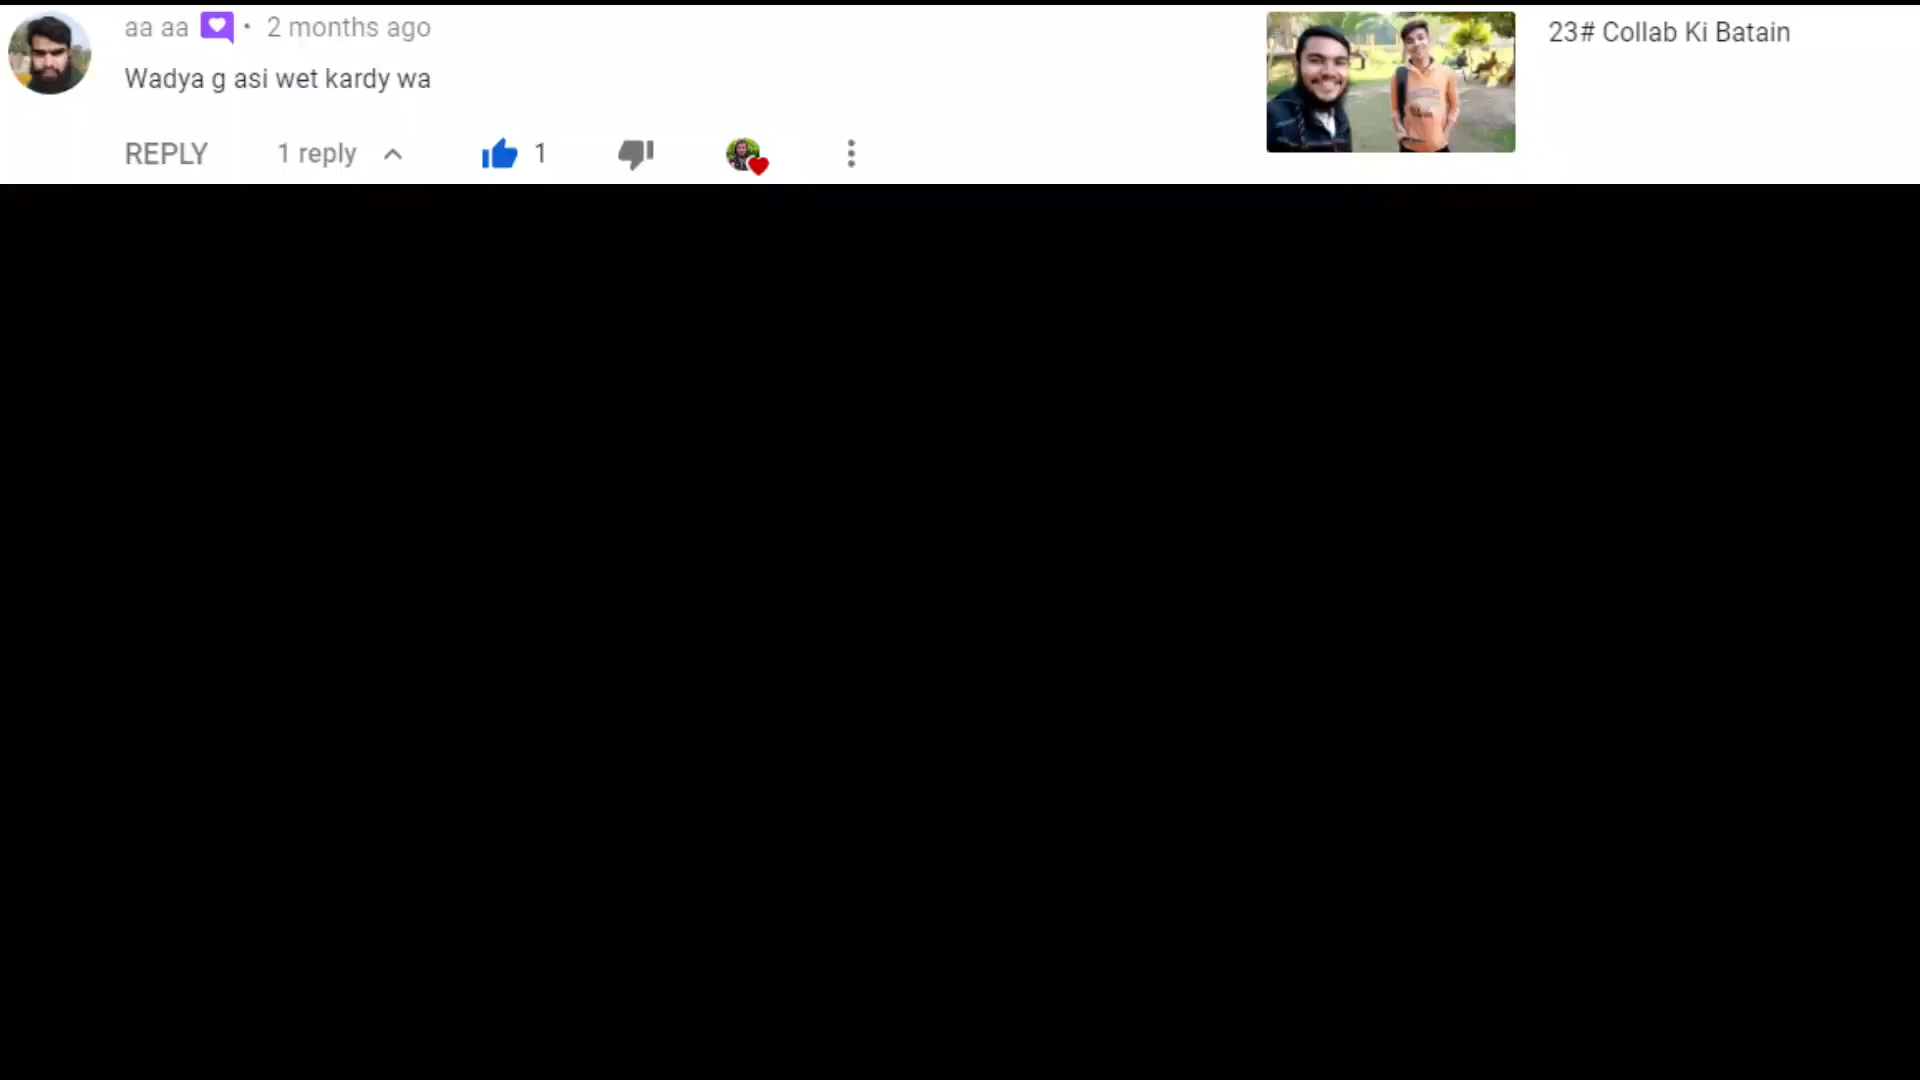 aa aa • 2 months ago
Wadya g asi wet kardy wa
REPLY 1 reply 1
23# Collab Ki Batain